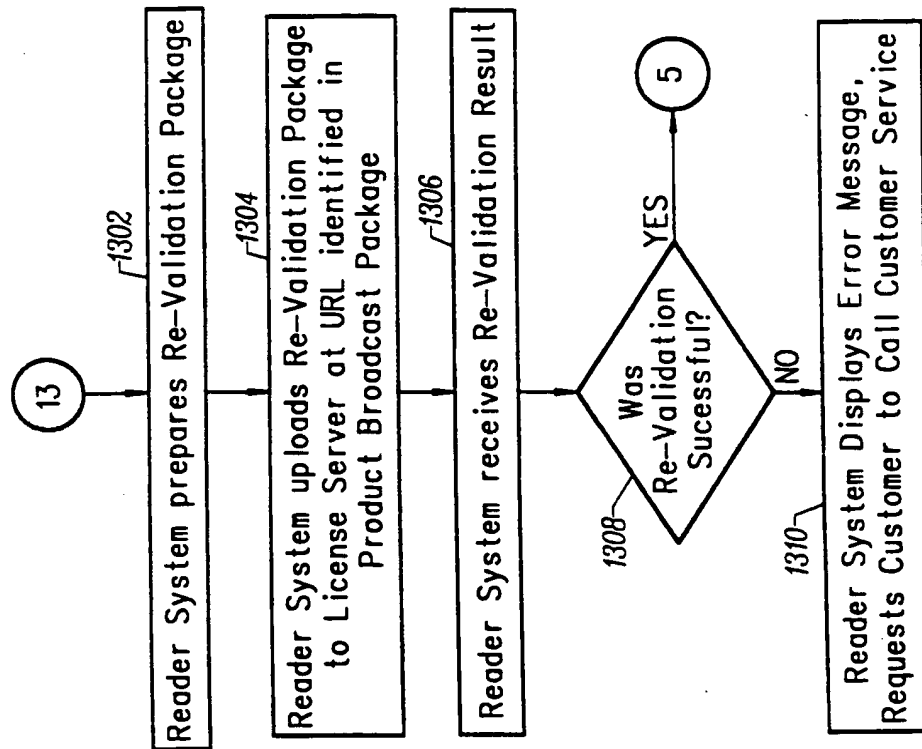 13
1302
Reader System prepares Re-Validation Package
1304
Reader System uploads Re-Validation Package
to License Server at URL identified in
Product Broadcast Package
1306
Reader System receives Re-Validation Result
1308
Was
Re-Validation
Sucessful?
YES
5
NO
1310
Reader System Displays Error Message,
Requests Customer to Call Customer Service